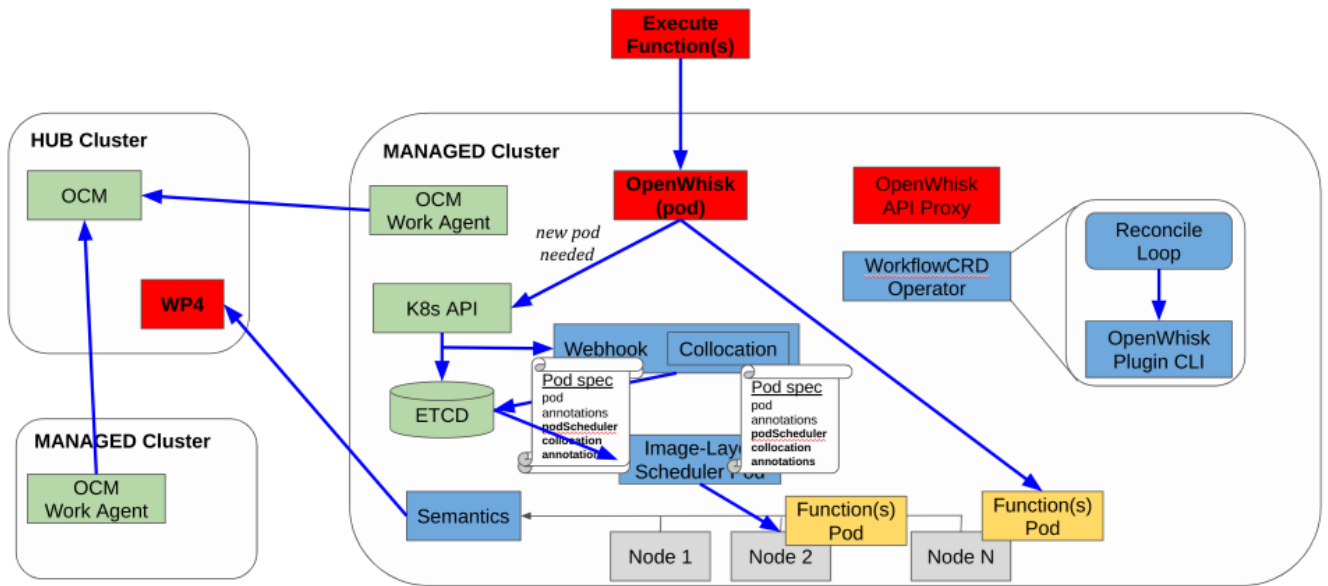 Execute
Function(s)
HUB Cluster
OCM
WP4
MANAGED Cluster
OCM
Work Agent
MANAGED Cluster
OCM
Work Agent
OpenWhisk
(pod)
OpenWhisk
API Proxy
new pod
needed
K8s API
WorkflowCRD
Operator
Reconcile
Loop
OpenWhisk
Plugin CLI
Webhook
Collocation
ETCD
Pod spec
pod
annotations
podScheduler
collocation
annotation
Pod spec
pod
annotations
podScheduler
collocation
annotations
Image-Lay
Scheduler Pod
Semantics
Function(s)
Pod
Function(s)
Pod
Node 1
Node 2
Node N